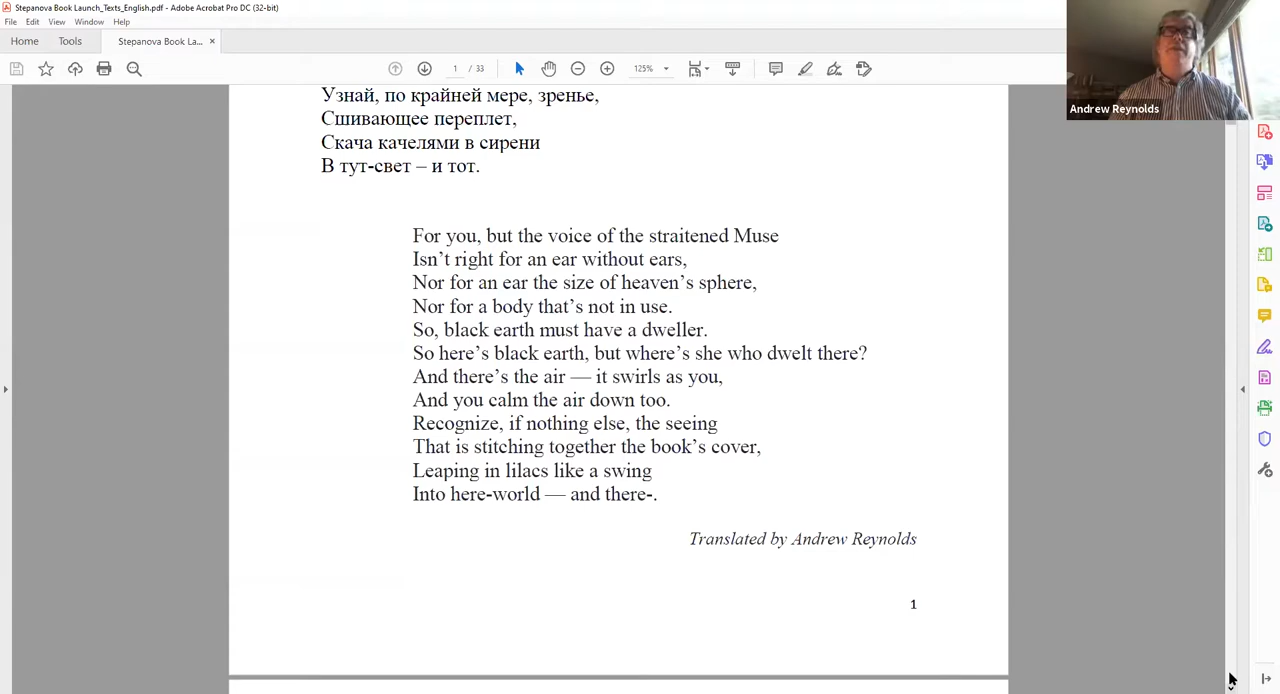 Stepanova Book Launch_Texts_English.pdf - Adobe Acrobat Pro DC (32-bit)
File Edit View Window Help
Home Tools Stepanova Book La... ×
1 / 33 125%
Andrew Reynolds
Узнай, по крайней мере, зренье,
Сшивающее переплет,
Скача качелями в сирени
В тут-свет – и тот.
For you, but the voice of the straitened Muse
Isn’t right for an ear without ears,
Nor for an ear the size of heaven’s sphere,
Nor for a body that’s not in use.
So, black earth must have a dweller.
So here’s black earth, but where’s she who dwelt there?
And there’s the air — it swirls as you,
And you calm the air down too.
Recognize, if nothing else, the seeing
That is stitching together the book’s cover,
Leaping in lilacs like a swing
Into here-world — and there-.
Translated by Andrew Reynolds
1